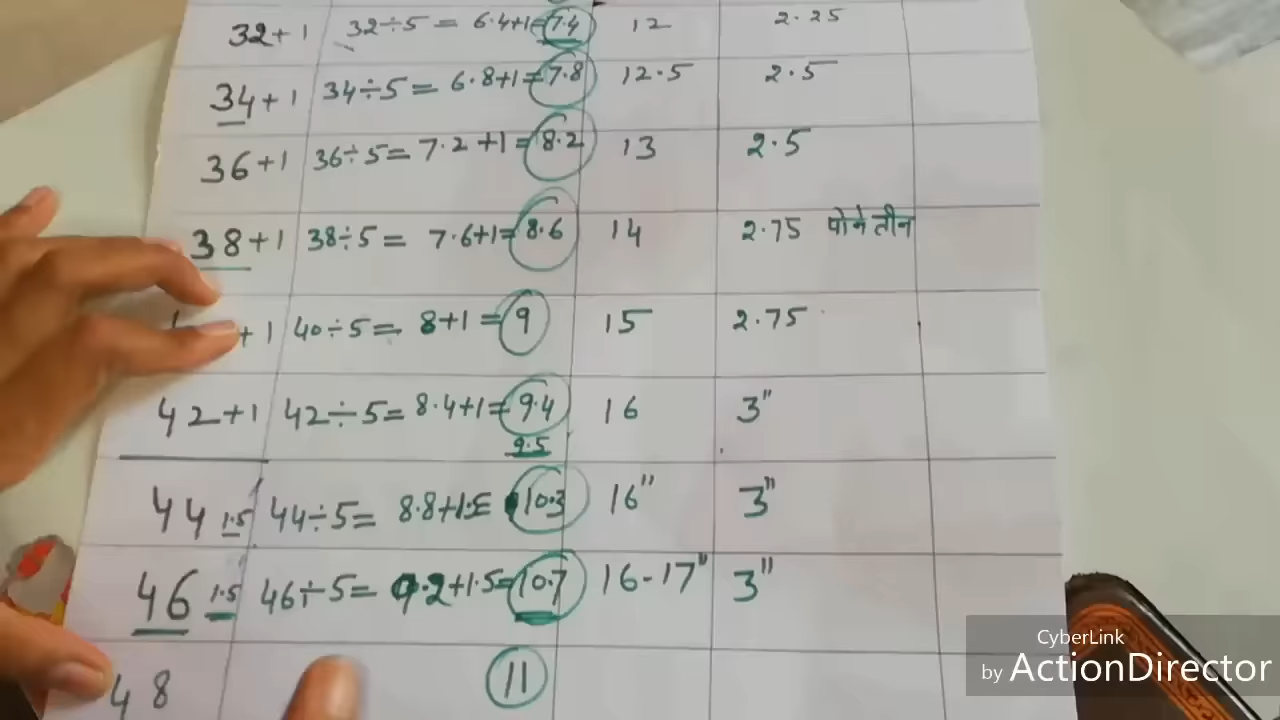 32+1 32÷5 = 6.4+1=7.4 12 2.25
34+1 34÷5= 6.8+1=7.8 12.5 2.5
36+1 36÷5= 7.2+1=8.2 13 2.5
38+1 38÷5= 7.6+1=8.6 14 2.75 पोने तीन
+1 40÷5= 8+1=9 15 2.75
42+1 42÷5= 8.4+1=9.4 16 3"
9.5
44 1.5 44÷5= 8.8+1.5 10.3 16" 3"
46 1.5 46÷5= 9.2+1.5=10.7 16-17" 3"
48 11
CyberLink
by ActionDirector